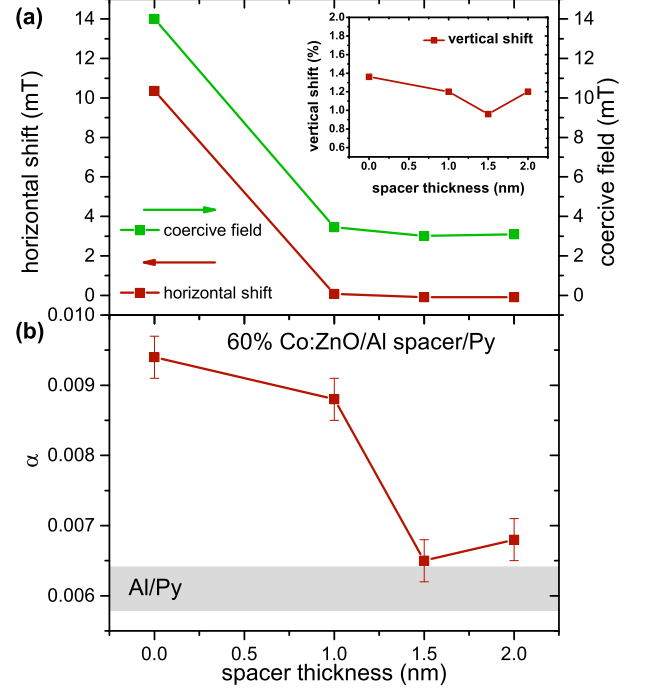 (a)
horizontal shift (mT)
14
12
10
8
6
4
2
0
coercive field
horizontal shift
vertical shift (%)
2.0
1.8
1.6
1.4
1.2
1.0
0.8
0.6
vertical shift
0.0 0.5 1.0 1.5 2.0
spacer thickness (nm)
14
12
10
8
6
4
2
0
coercive field (mT)
(b)
α
0.010
0.009
0.008
0.007
0.006
60% Co:ZnO/Al spacer/Py
Al/Py
0.0 0.5 1.0 1.5 2.0
spacer thickness (nm)